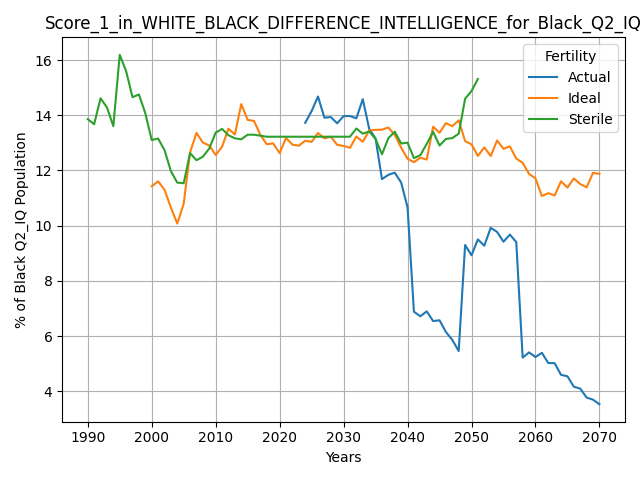 Score_1_in_WHITE_BLACK_DIFFERENCE_INTELLIGENCE_for_Black_Q2_IQ
Fertility
Actual
Ideal
Sterile
% of Black Q2_IQ Population
16
14
12
10
8
6
4
1990 2000 2010 2020 2030 2040 2050 2060 2070
Years